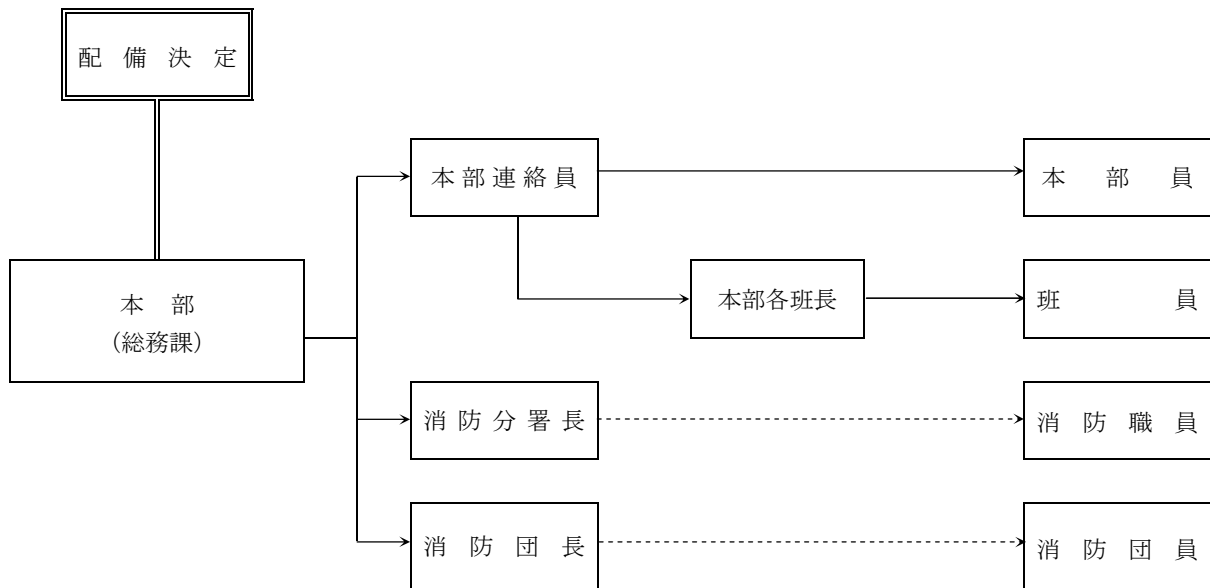 配備決定
本部連絡員
本部員
本部
(総務課)
本部各班長
班員
消防分署長
消防職員
消防団長
消防団員